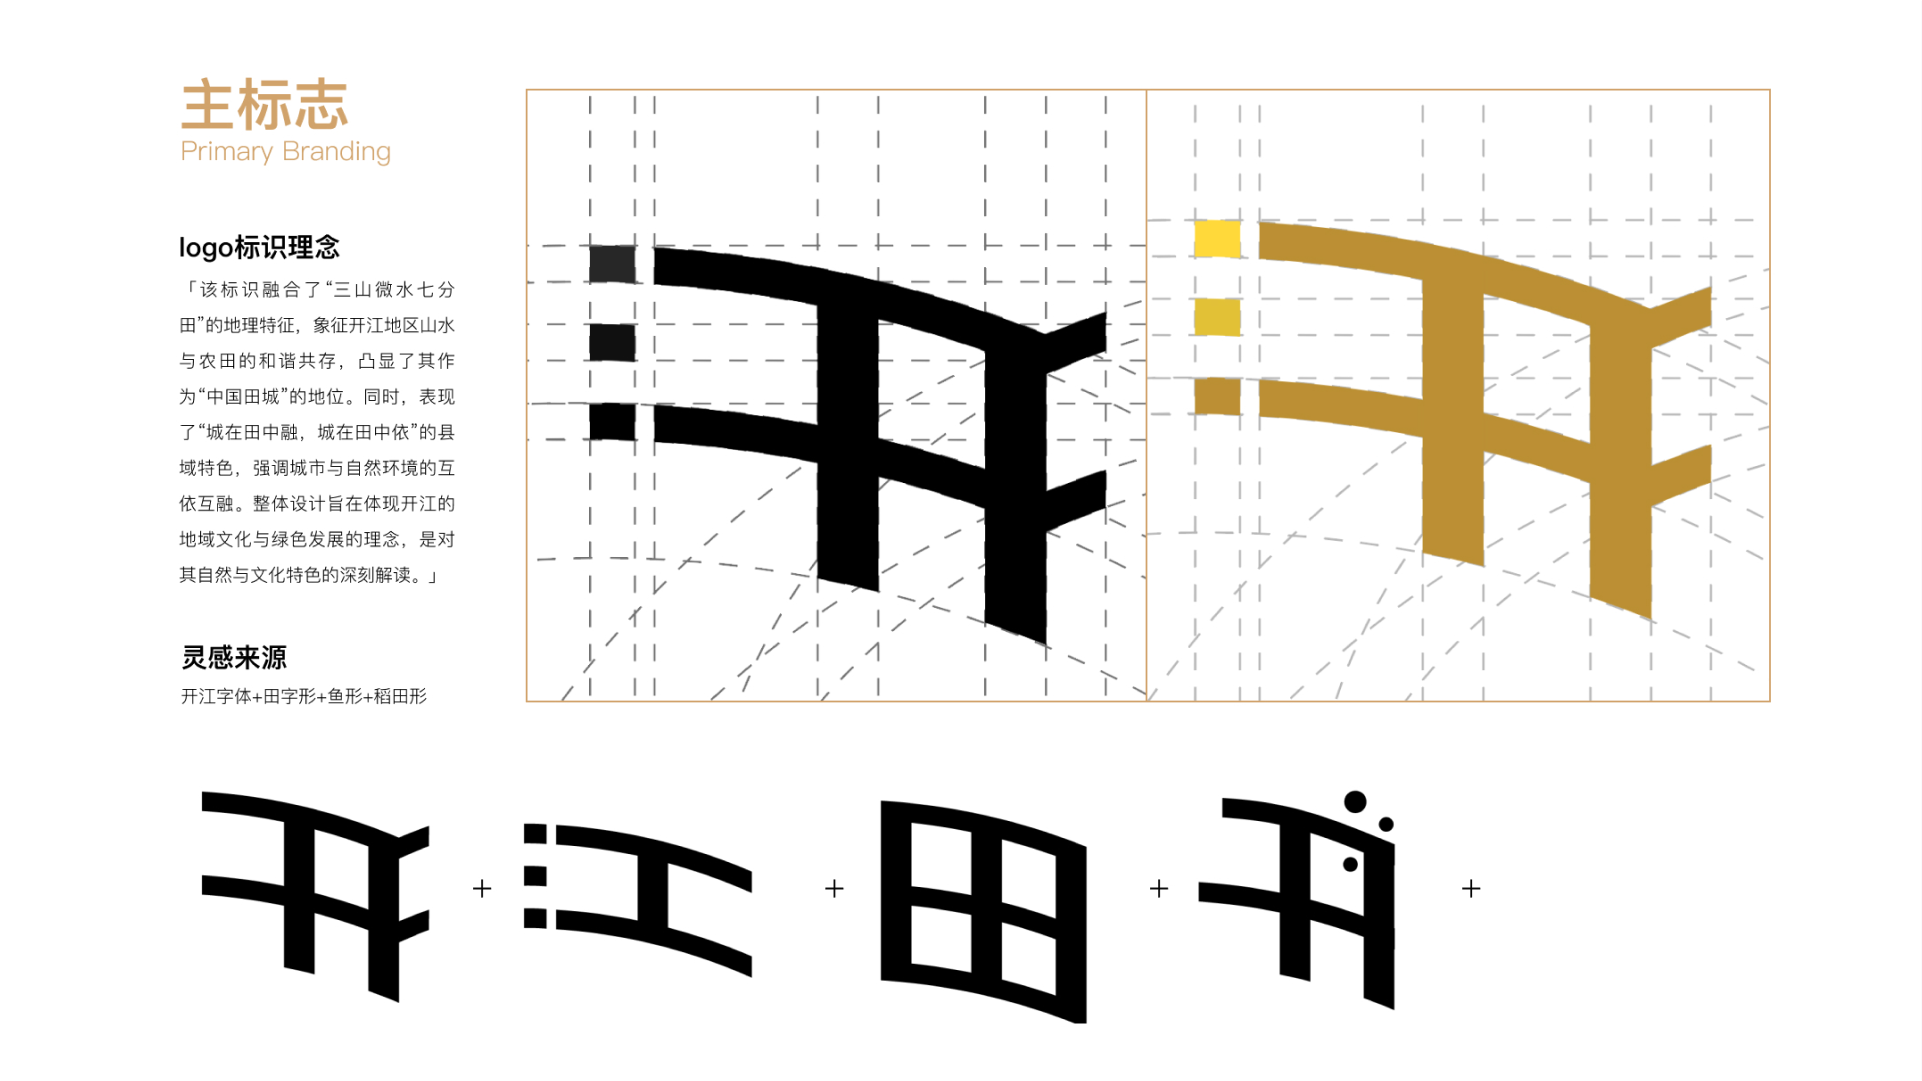 主标志
Primary Branding
logo标识理念
「该标识融合了“三山微水七分
田”的地理特征，象征开江地区山水
与农田的和谐共存，凸显了其作
为“中国田城”的地位。同时，表现
了“城在田中融，城在田中依”的县
域特色，强调城市与自然环境的互
依互融。整体设计旨在体现开江的
地域文化与绿色发展的理念，是对
其自然与文化特色的深刻解读。」
灵感来源
开江字体+田字形+鱼形+稻田形
开 + 江 + 田 + +